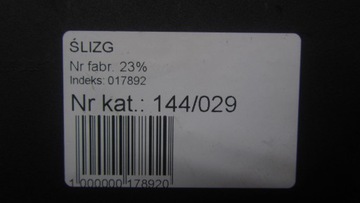 ŚLIZG
Nr fabr. 23%
Indeks: 017892
Nr kat.: 144/029
1 000000 178920